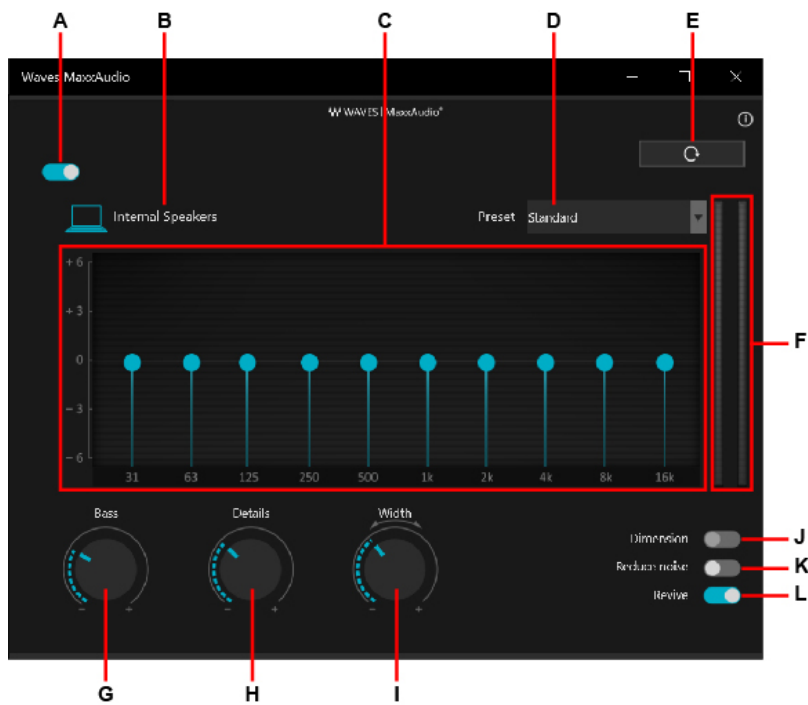 A B C D E
Waves MaxxAudio
WAVES | MaxxAudio®
Internal Speakers
Preset Standard
+6
+3
0
-3
-6
F
31 63 125 250 500 1k 2k 4k 8k 16k
Bass Details Width
Dimension J
Reduce noise K
Revive L
- + - + - +
G H I